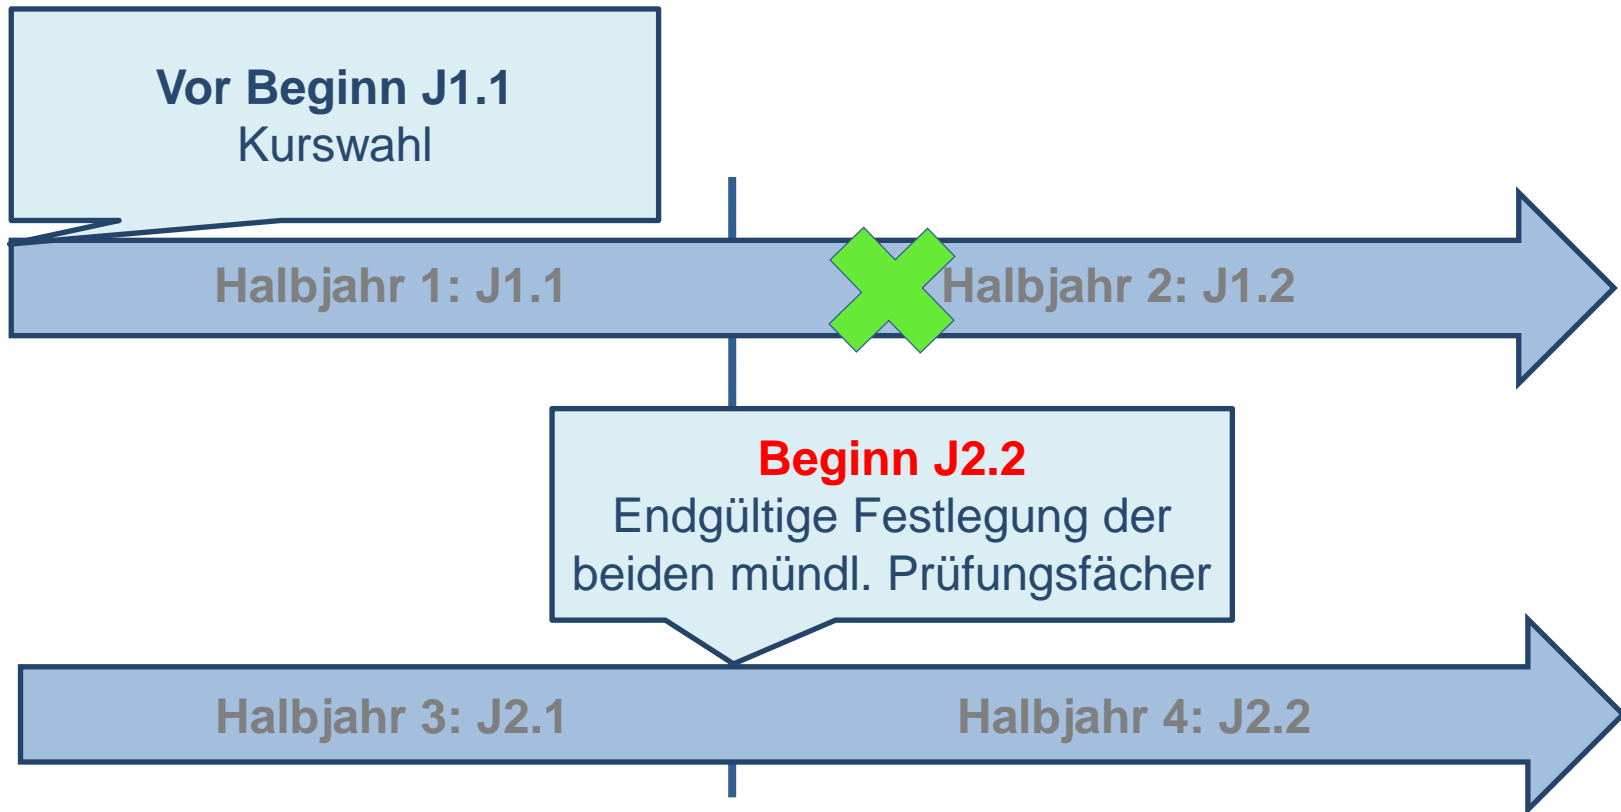 Vor Beginn J1.1
Kurswahl
Halbjahr 1: J1.1
Halbjahr 2: J1.2
Beginn J2.2
Endgültige Festlegung der
beiden mündl. Prüfungsfächer
Halbjahr 3: J2.1
Halbjahr 4: J2.2